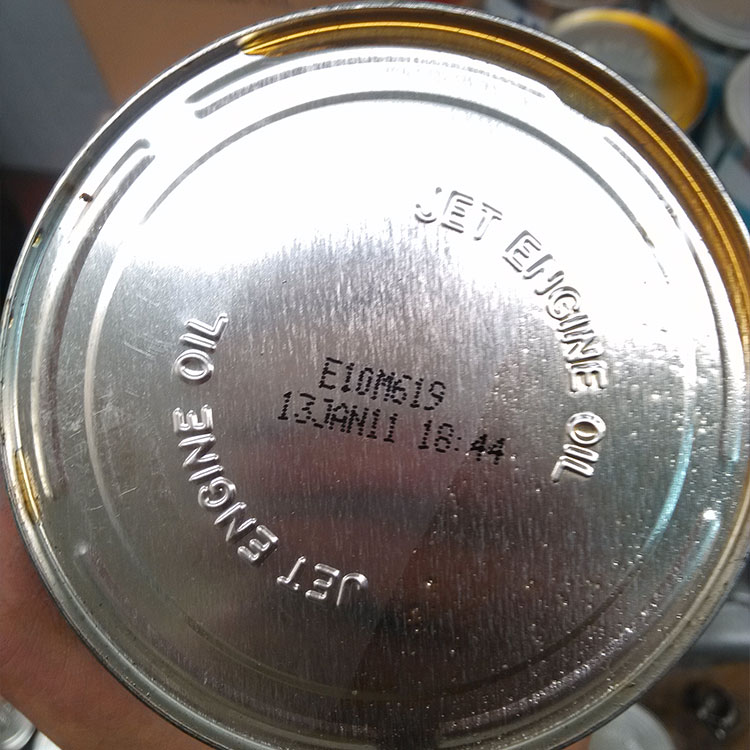 JET ENGINE OIL
E10M619
13JAN11 18:44
JET ENGINE OIL